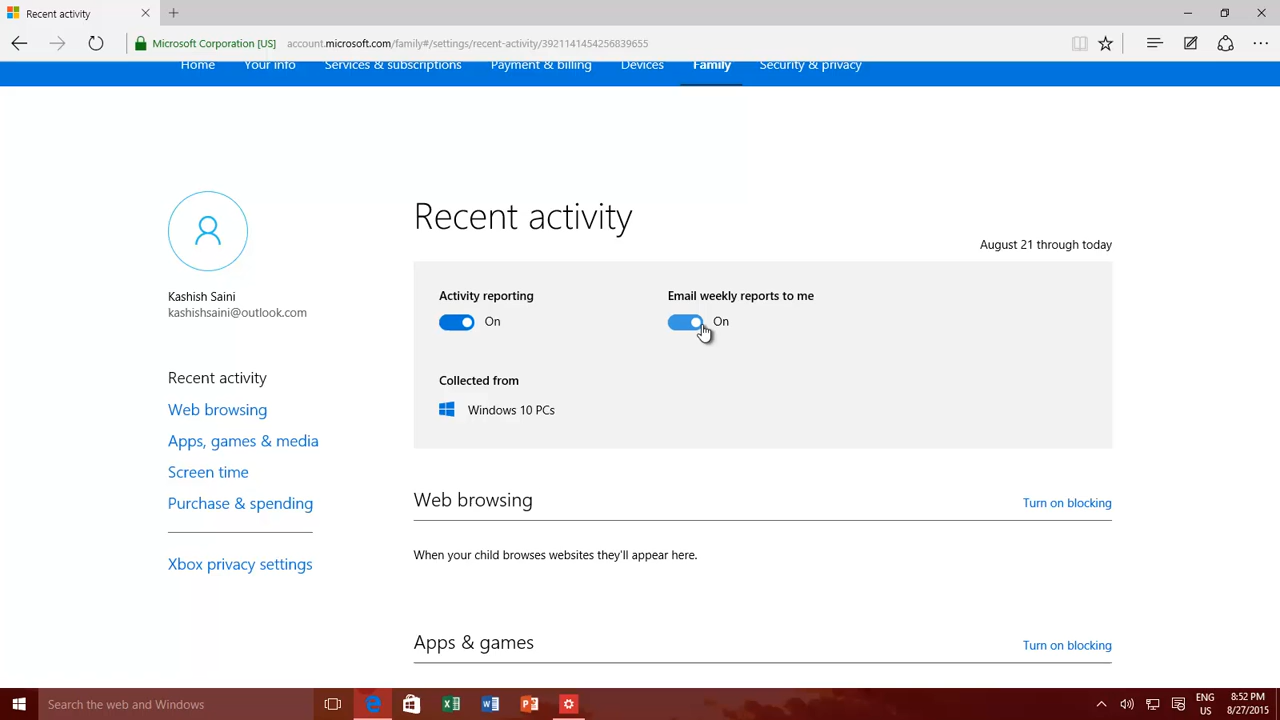 Recent activity
Microsoft Corporation [US] account.microsoft.com/family#/settings/recent-activity/3921141454256839655
Home Your info Services & subscriptions Payment & billing Devices Family Security & privacy
Recent activity
August 21 through today
Kashish Saini
kashishsaini@outlook.com
Activity reporting Email weekly reports to me
On On
Collected from
Windows 10 PCs
Recent activity
Web browsing
Apps, games & media
Screen time
Purchase & spending
Xbox privacy settings
Web browsing Turn on blocking
When your child browses websites they'll appear here.
Apps & games Turn on blocking
Search the web and Windows
ENG 8:52 PM
US 8/27/2015